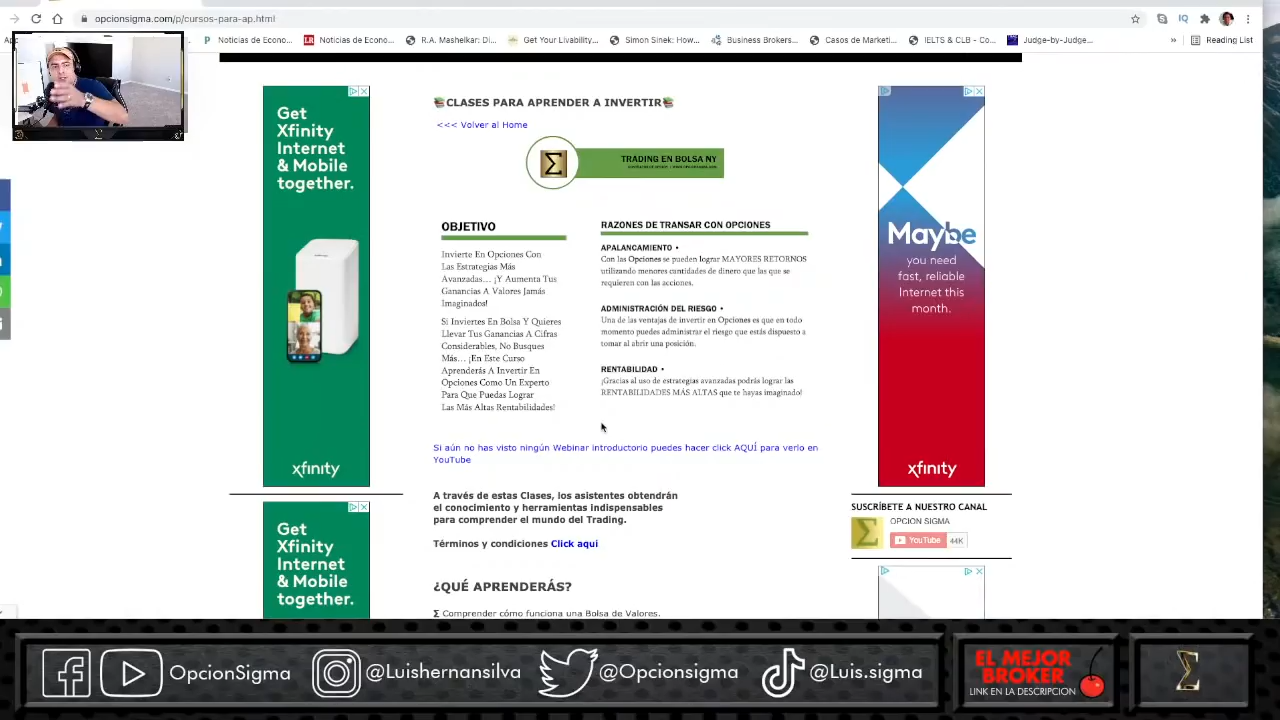 opcionsigma.com/cursos-para-ap.html
Noticias de Econo...
Noticias de Econo...
R.A. Mashelkar: Di...
Get Your Livability...
Simon Sinek: How...
Business Brokers...
Casos de Marketi...
IELTS & CLB - Co...
Judge-by-Judge...
»
Reading List
CLASES PARA APRENDER A INVERTIR
<<< Volver al Home
Σ
TRADING EN BOLSA NY
OBJETIVO
Invierte En Opciones Con
Las Estrategias Más
Avanzadas... ¡Y Aumenta Tus
Ganancias A Valores Jamás
Imaginados!
Si Inviertes En Bolsa Y Quieres
Llevar Tus Ganancias A Cifras
Considerables, No Busques
Más... ¡En Este Curso
Aprenderás A Invertir En
Opciones Como Un Experto
Para Que Puedas Lograr
Las Más Altas Rentabilidades!
RAZONES DE TRANSAR CON OPCIONES
APALANCAMIENTO •
Con las Opciones se pueden lograr MAYORES RETORNOS
utilizando menores cantidades de dinero que las que se
requieren con las acciones.
ADMINISTRACIÓN DEL RIESGO •
Una de las ventajas de invertir en Opciones es que en todo
momento puedes administrar el riesgo que estás dispuesto a
tomar al abrir una posición.
RENTABILIDAD •
¡Gracias al uso de estrategias avanzadas podrás lograr las
RENTABILIDADES MÁS ALTAS que te hayas imaginado!
Si aún no has visto ningún Webinar introductorio puedes hacer click AQUÍ para verlo en
YouTube
A través de estas Clases, los asistentes obtendrán
el conocimiento y herramientas indispensables
para comprender el mundo del Trading.
Términos y condiciones Click aqui
¿QUÉ APRENDERÁS?
Σ Comprender cómo funciona una Bolsa de Valores.
Get
Xfinity
Internet
& Mobile
together.
xfinity
Get
Xfinity
Internet
& Mobile
together.
Maybe
you need
fast, reliable
Internet this
month.
xfinity
SUSCRÍBETE A NUESTRO CANAL
Σ
OPCION SIGMA
YouTube 44K
OpcionSigma
@Luishernansilva
@Opcionsigma
@Luis.sigma
EL MEJOR
BROKER
LINK EN LA DESCRIPCION
Σ